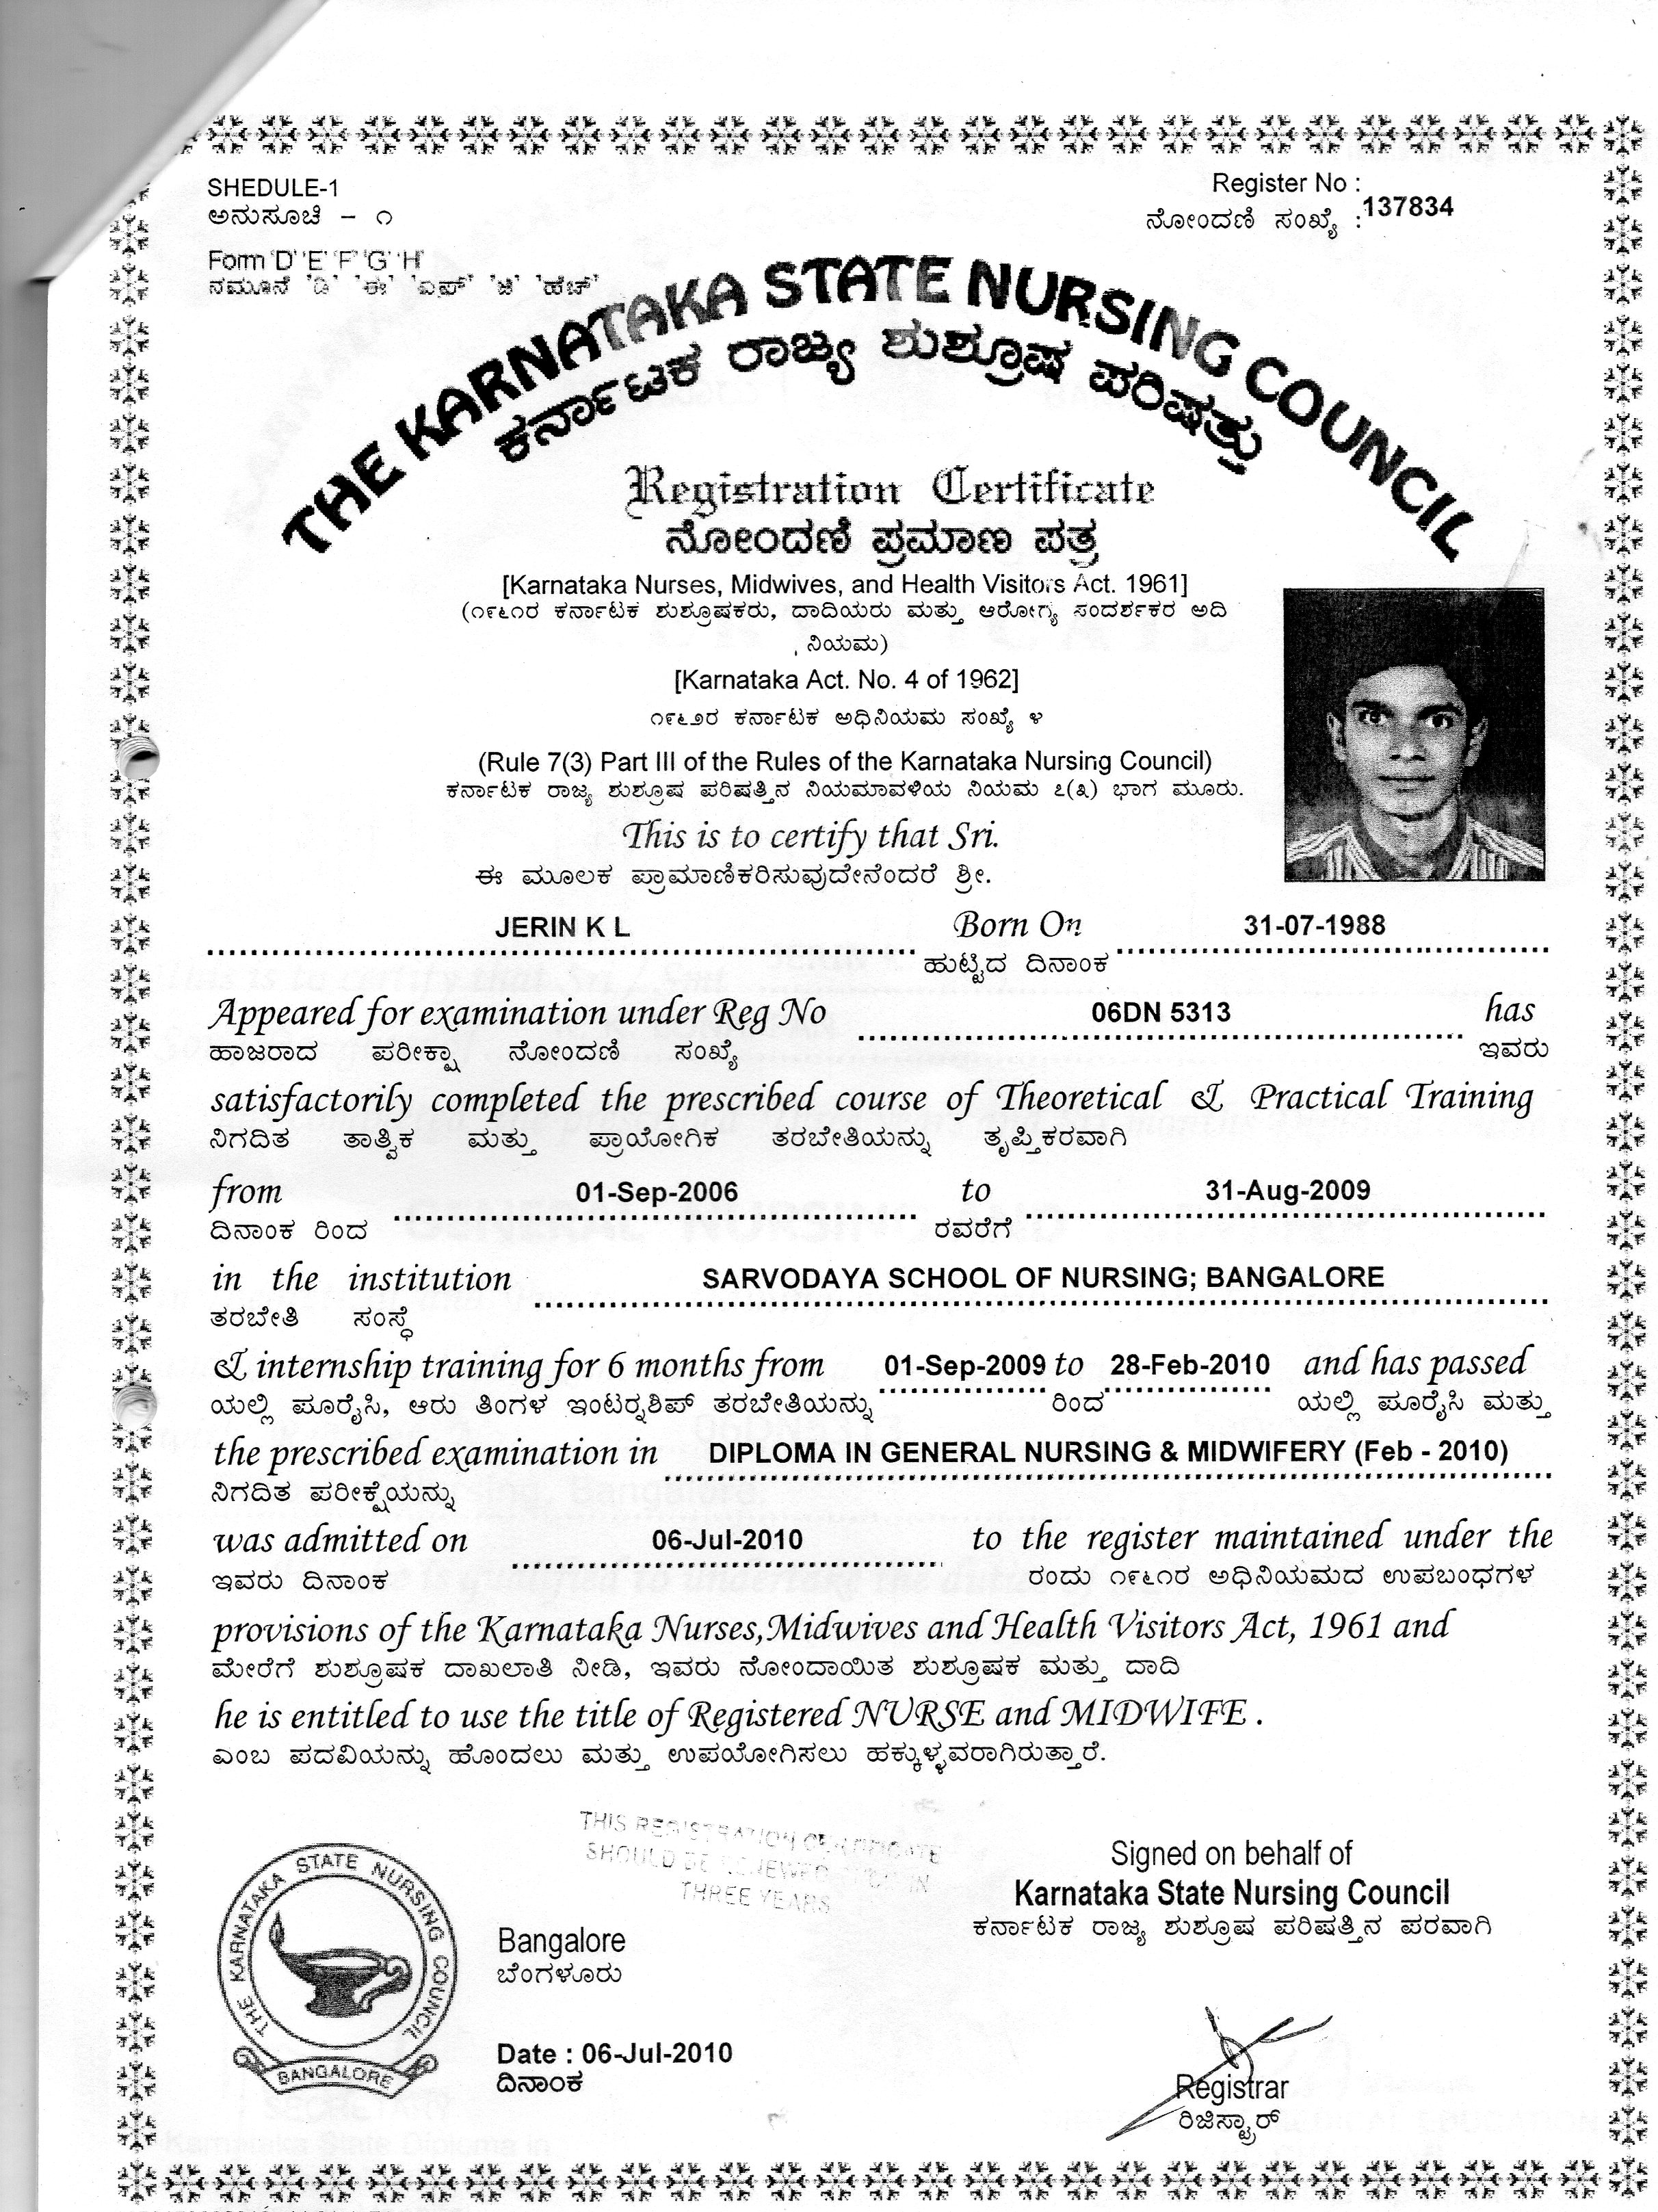 SHEDULE-1
ಅನುಸೂಚಿ - ೧
Register No :
ನೋಂದಣಿ ಸಂಖ್ಯೆ :137834
Form 'D' 'E' 'F' 'G' 'H'
ನಮೂನೆ 'ಡಿ' 'ಈ' 'ಎಫ್' 'ಜಿ' 'ಹೆಚ್'
THE KARNATAKA STATE NURSING COUNCIL
ಕರ್ನಾಟಕ ರಾಜ್ಯ ಶುಶ್ರೂಷ ಪರಿಷತ್ತು
Registration Certificate
ನೋಂದಣಿ ಪ್ರಮಾಣ ಪತ್ರ
[Karnataka Nurses, Midwives, and Health Visitors Act. 1961]
(೧೯೬೧ರ ಕರ್ನಾಟಕ ಶುಶ್ರೂಷಕರು, ದಾದಿಯರು ಮತ್ತು ಆರೋಗ್ಯ ಸಂದರ್ಶಕರ ಅದಿ
ನಿಯಮ)
[Karnataka Act. No. 4 of 1962]
೧೯೬೨ರ ಕರ್ನಾಟಕ ಅಧಿನಿಯಮ ಸಂಖ್ಯೆ ೪
(Rule 7(3) Part III of the Rules of the Karnataka Nursing Council)
ಕರ್ನಾಟಕ ರಾಜ್ಯ ಶುಶ್ರೂಷ ಪರಿಷತ್ತಿನ ನಿಯಮಾವಳಿಯ ನಿಯಮ ೭(೩) ಭಾಗ ಮೂರು.
This is to certify that Sri.
ಈ ಮೂಲಕ ಪ್ರಾಮಾಣಿಕರಿಸುವುದೇನೆಂದರೆ ಶ್ರೀ.
JERIN K L Born On 31-07-1988
ಹುಟ್ಟಿದ ದಿನಾಂಕ
Appeared for examination under Reg No 06DN 5313 has
ಹಾಜರಾದ ಪರೀಕ್ಷಾ ನೋಂದಣಿ ಸಂಖ್ಯೆ ಇವರು
satisfactorily completed the prescribed course of Theoretical & Practical Training
ನಿಗದಿತ ತಾತ್ವಿಕ ಮತ್ತು ಪ್ರಾಯೋಗಿಕ ತರಬೇತಿಯನ್ನು ತೃಪ್ತಿಕರವಾಗಿ
from 01-Sep-2006 to 31-Aug-2009
ದಿನಾಂಕ ರಿಂದ ರವರೆಗೆ
in the institution SARVODAYA SCHOOL OF NURSING; BANGALORE
ತರಬೇತಿ ಸಂಸ್ಥೆ
& internship training for 6 months from 01-Sep-2009 to 28-Feb-2010 and has passed
ಯಲ್ಲಿ ಪೂರೈಸಿ, ಆರು ತಿಂಗಳ ಇಂಟರ್‍ನಶಿಪ್ ತರಬೇತಿಯನ್ನು ರಿಂದ ಯಲ್ಲಿ ಪೂರೈಸಿ ಮತ್ತು
the prescribed examination in DIPLOMA IN GENERAL NURSING & MIDWIFERY (Feb - 2010)
ನಿಗದಿತ ಪರೀಕ್ಷೆಯನ್ನು
was admitted on 06-Jul-2010 to the register maintained under the
ಇವರು ದಿನಾಂಕ ರಂದು ೧೯೬೧ರ ಅಧಿನಿಯಮದ ಉಪಬಂಧಗಳ
provisions of the Karnataka Nurses,Midwives and Health Visitors Act, 1961 and
ಮೇರೆಗೆ ಶುಶ್ರೂಷಕ ದಾಖಲಾತಿ ನೀಡಿ, ಇವರು ನೋಂದಾಯಿತ ಶುಶ್ರೂಷಕ ಮತ್ತು ದಾದಿ
he is entitled to use the title of Registered NURSE and MIDWIFE .
ಎಂಬ ಪದವಿಯನ್ನು ಹೊಂದಲು ಮತ್ತು ಉಪಯೋಗಿಸಲು ಹಕ್ಕುಳ್ಳವರಾಗಿರುತ್ತಾರೆ.
THIS REGISTRATION CERTIFICATE
SHOULD BE RENEWED IN
THREE YEARS
THE KARNATAKA STATE NURSING COUNCIL
BANGALORE
Bangalore
ಬೆಂಗಳೂರು
Date : 06-Jul-2010
ದಿನಾಂಕ
Signed on behalf of
Karnataka State Nursing Council
ಕರ್ನಾಟಕ ರಾಜ್ಯ ಶುಶ್ರೂಷ ಪರಿಷತ್ತಿನ ಪರವಾಗಿ
Registrar
ರಿಜಿಸ್ಟ್ರಾರ್